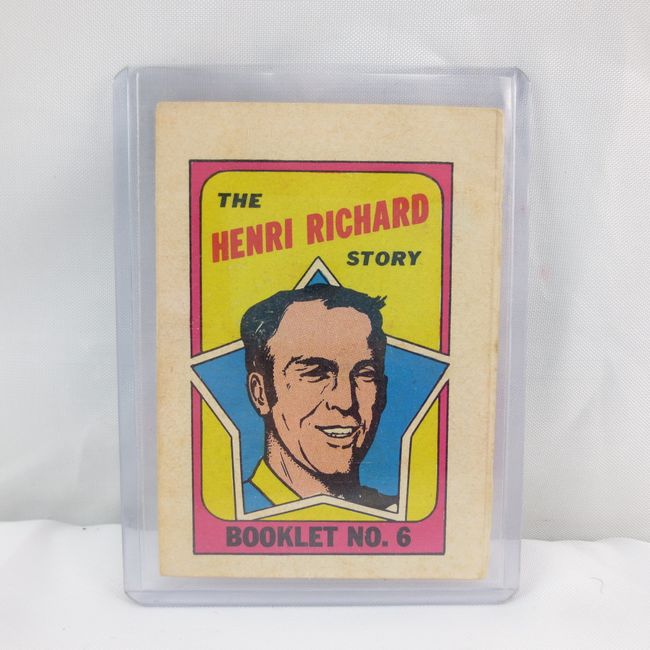 THE
HENRI RICHARD
STORY
BOOKLET NO. 6